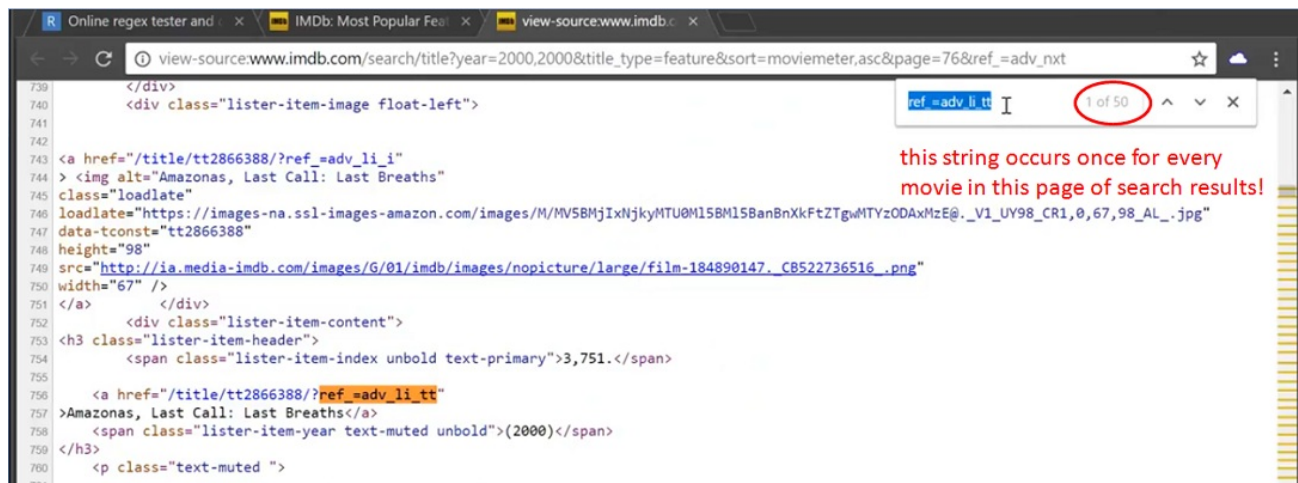 R Online regex tester and d ×
IMDb IMDb: Most Popular Feat ×
IMDb view-source:www.imdb.c ×
view-source:www.imdb.com/search/title?year=2000,2000&title_type=feature&sort=moviemeter,asc&page=76&ref_=adv_nxt
ref_=adv_li_tt 1 of 50
this string occurs once for every
movie in this page of search results!
739 </div>
740 <div class="lister-item-image float-left">
741
742
743 <a href="/title/tt2866388/?ref_=adv_li_i"
744 > <img alt="Amazonas, Last Call: Last Breaths"
745 class="loadlate"
746 loadlate="https://images-na.ssl-images-amazon.com/images/M/MV5BMjIxNjkyMTU0Ml5BMl5BanBnXkFtZTgwMTYzODAxMzE@._V1_UY98_CR1,0,67,98_AL_.jpg"
747 data-tconst="tt2866388"
748 height="98"
749 src="http://ia.media-imdb.com/images/G/01/imdb/images/nopicture/large/film-184890147._CB522736516_.png"
750 width="67" />
751 </a> </div>
752 <div class="lister-item-content">
753 <h3 class="lister-item-header">
754 <span class="lister-item-index unbold text-primary">3,751.</span>
755
756 <a href="/title/tt2866388/?ref_=adv_li_tt"
757 >Amazonas, Last Call: Last Breaths</a>
758 <span class="lister-item-year text-muted unbold">(2000)</span>
759 </h3>
760 <p class="text-muted ">